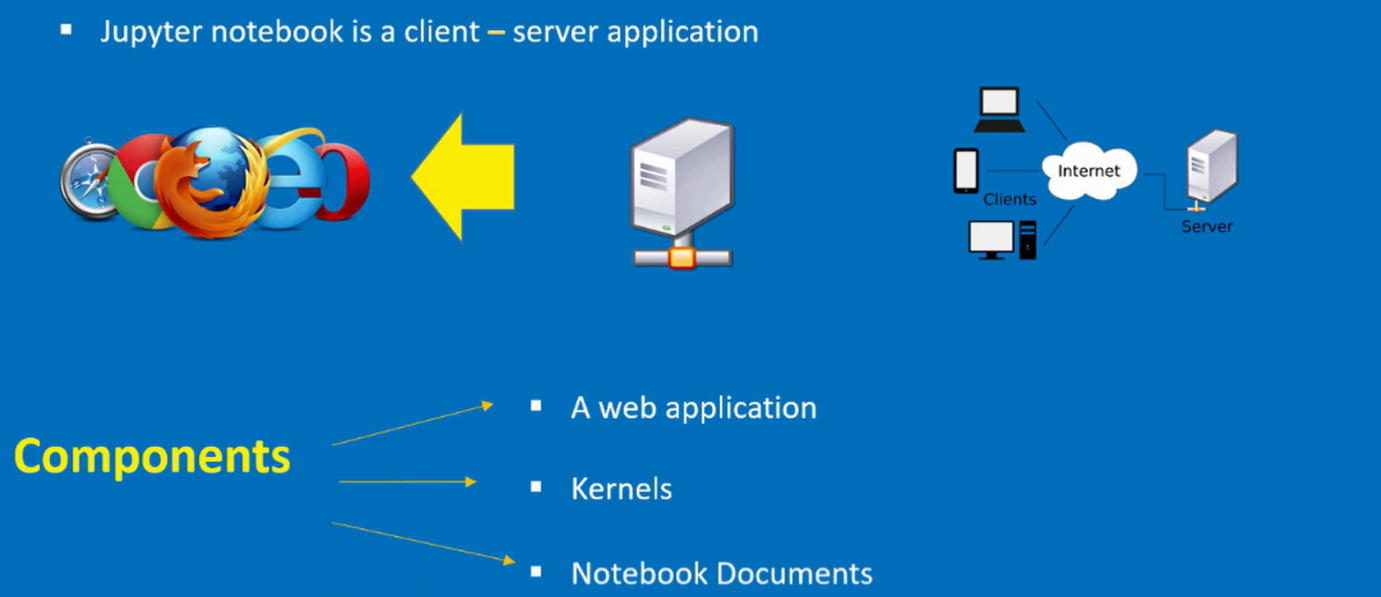 Jupyter notebook is a client – server application
Internet
Clients
Server
Components
A web application
Kernels
Notebook Documents